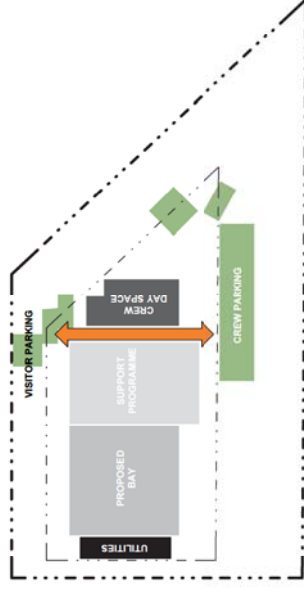 VISITOR PARKING
CREW
DAY SPACE
SUPPORT
PROGRAMME
CREW PARKING
PROPOSED
BAY
UTILITIES